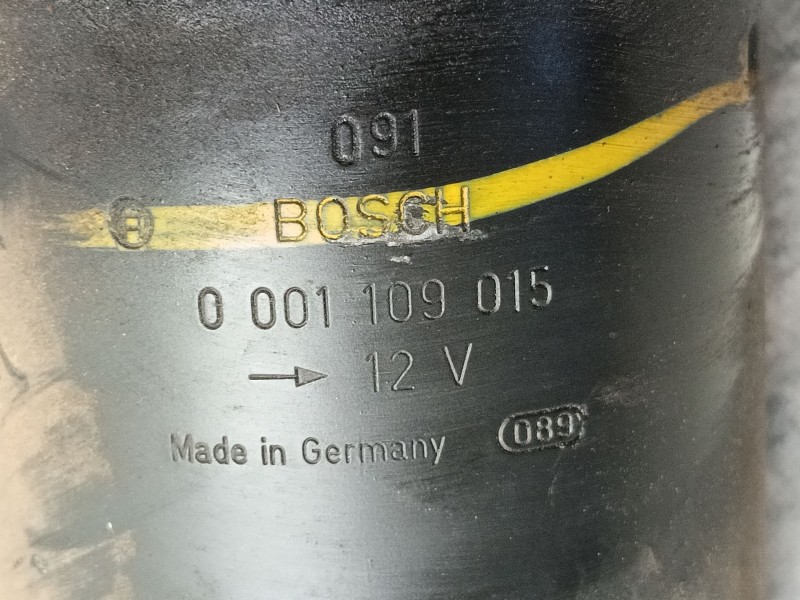 091
BOSCH
0 001 109 015
→ 12 V
Made in Germany 089